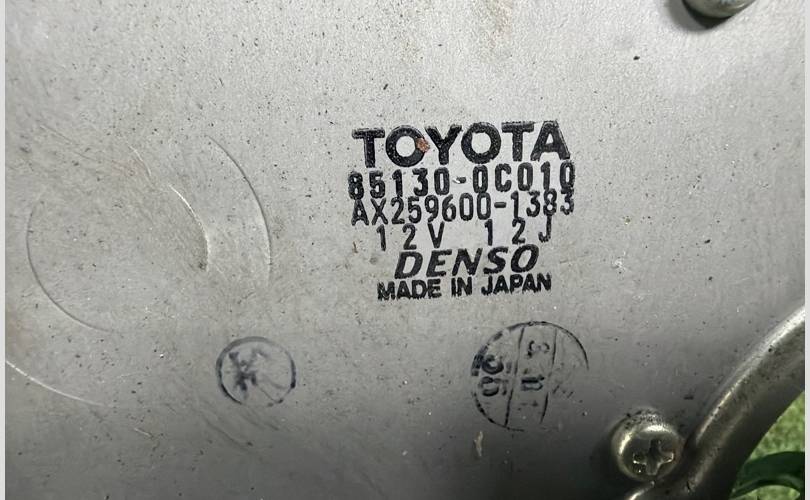 TOYOTA
85130-0C010
AX259600-1383
12V 12J
DENSO
MADE IN JAPAN